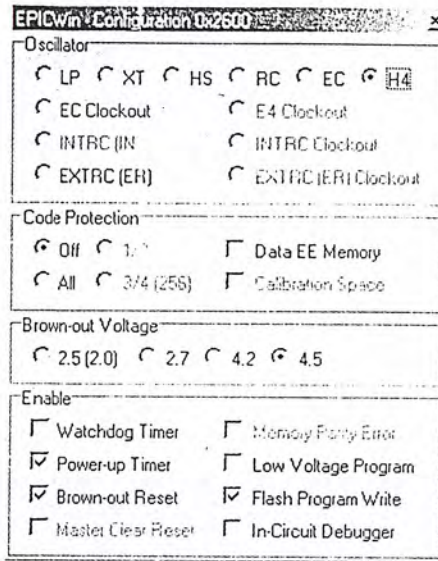 EPICWin - Configuration 0x2600
Oscillator
LP XT HS RC EC H4
EC Clockout E4 Clockout
INTRC (IN INTRC Clockout
EXTRC (ER) EXTRC (ER) Clockout
Code Protection
Off Data EE Memory
All 3/4 (256) Calibration Space
Brown-out Voltage
2.5 (2.0) 2.7 4.2 4.5
Enable
Watchdog Timer Memory Parity Error
Power-up Timer Low Voltage Program
Brown-out Reset Flash Program Write
Master Clear Reset In-Circuit Debugger